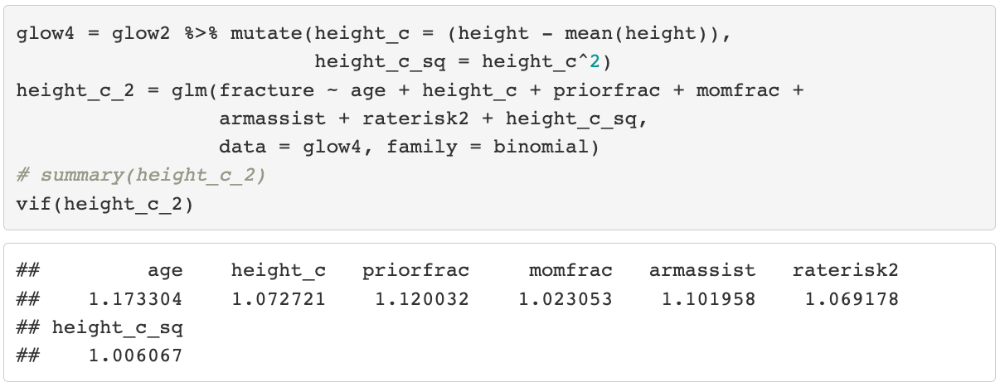 glow4 = glow2 %>% mutate(height_c = (height - mean(height)),
                         height_c_sq = height_c^2)
height_c_2 = glm(fracture ~ age + height_c + priorfrac + momfrac +
                 armassist + raterisk2 + height_c_sq,
                 data = glow4, family = binomial)
# summary(height_c_2)
vif(height_c_2)
##         age    height_c   priorfrac     momfrac   armassist   raterisk2
##    1.173304    1.072721    1.120032    1.023053    1.101958    1.069178
## height_c_sq
##    1.006067